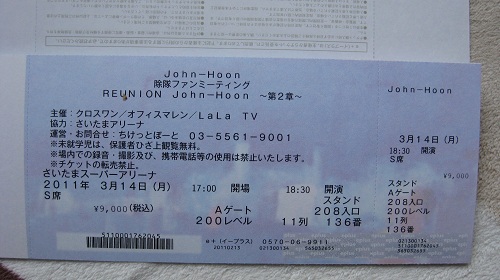 John-Hoon
除隊ファンミーティング
REUNION John-Hoon ～第2章～
主催：クロスワン／オフィスマレン／LaLa TV
協力：さいたまアリーナ
運営・お問合せ：ちけっとぽーと 03-5561-9001
※未就学児は、保護者ひざ上観覧無料。
※場内での録音・撮影及び、携帯電話等の使用は禁止いたします。
※チケットの転売禁止。
さいたまスーパーアリーナ
2011年 3月14日(月) 17:00 開場 18:30 開演
S席 スタンド
Aゲート 208入口
¥9,000(税込) 200レベル 11列 136番
5110001762045
e+（イープラス） 0570-06-9911
20110213 021300134 565032653
John-Hoon
3月14日(月)
18:30 開演
S席
¥9,000
スタンド
Aゲート
208入口
200レベル
11列
136番
021300134
565032653